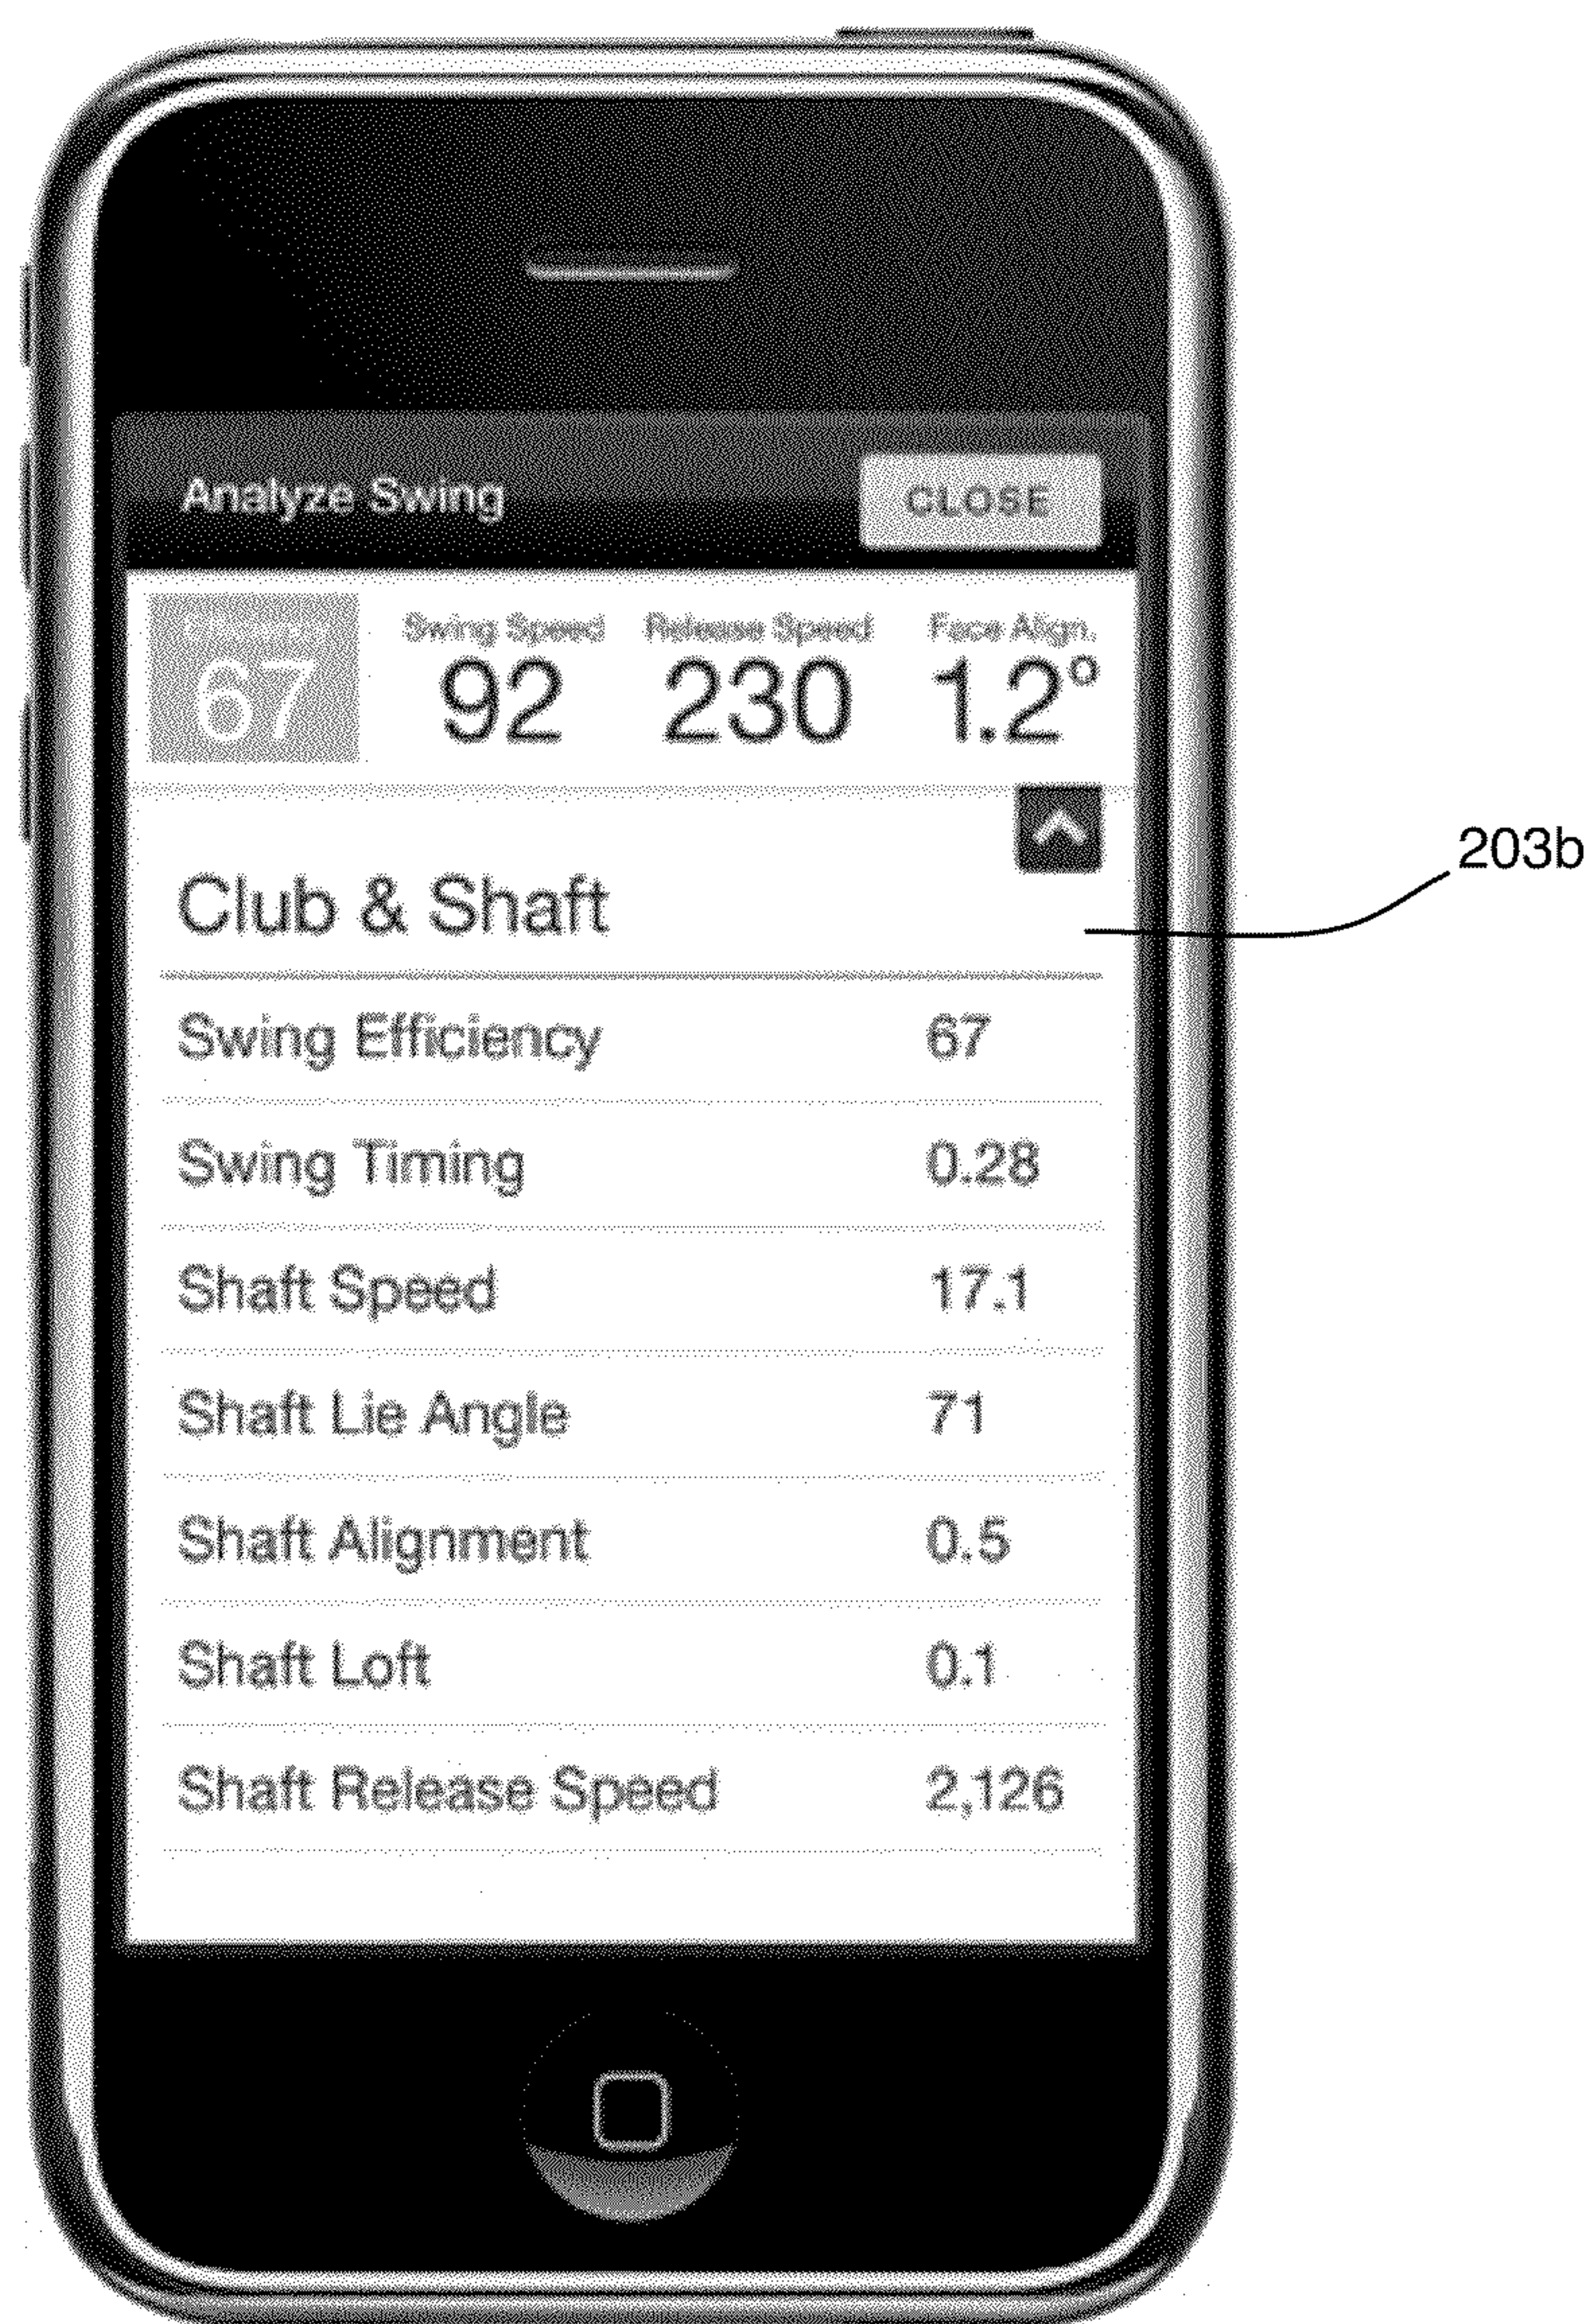 Analyze Swing CLOSE
Swing Speed Release Speed Face Align.
67 92 230 1.2°
203b
Club & Shaft
Swing Efficiency 67
Swing Timing 0.28
Shaft Speed 17.1
Shaft Lie Angle 71
Shaft Alignment 0.5
Shaft Loft 0.1
Shaft Release Speed 2,126